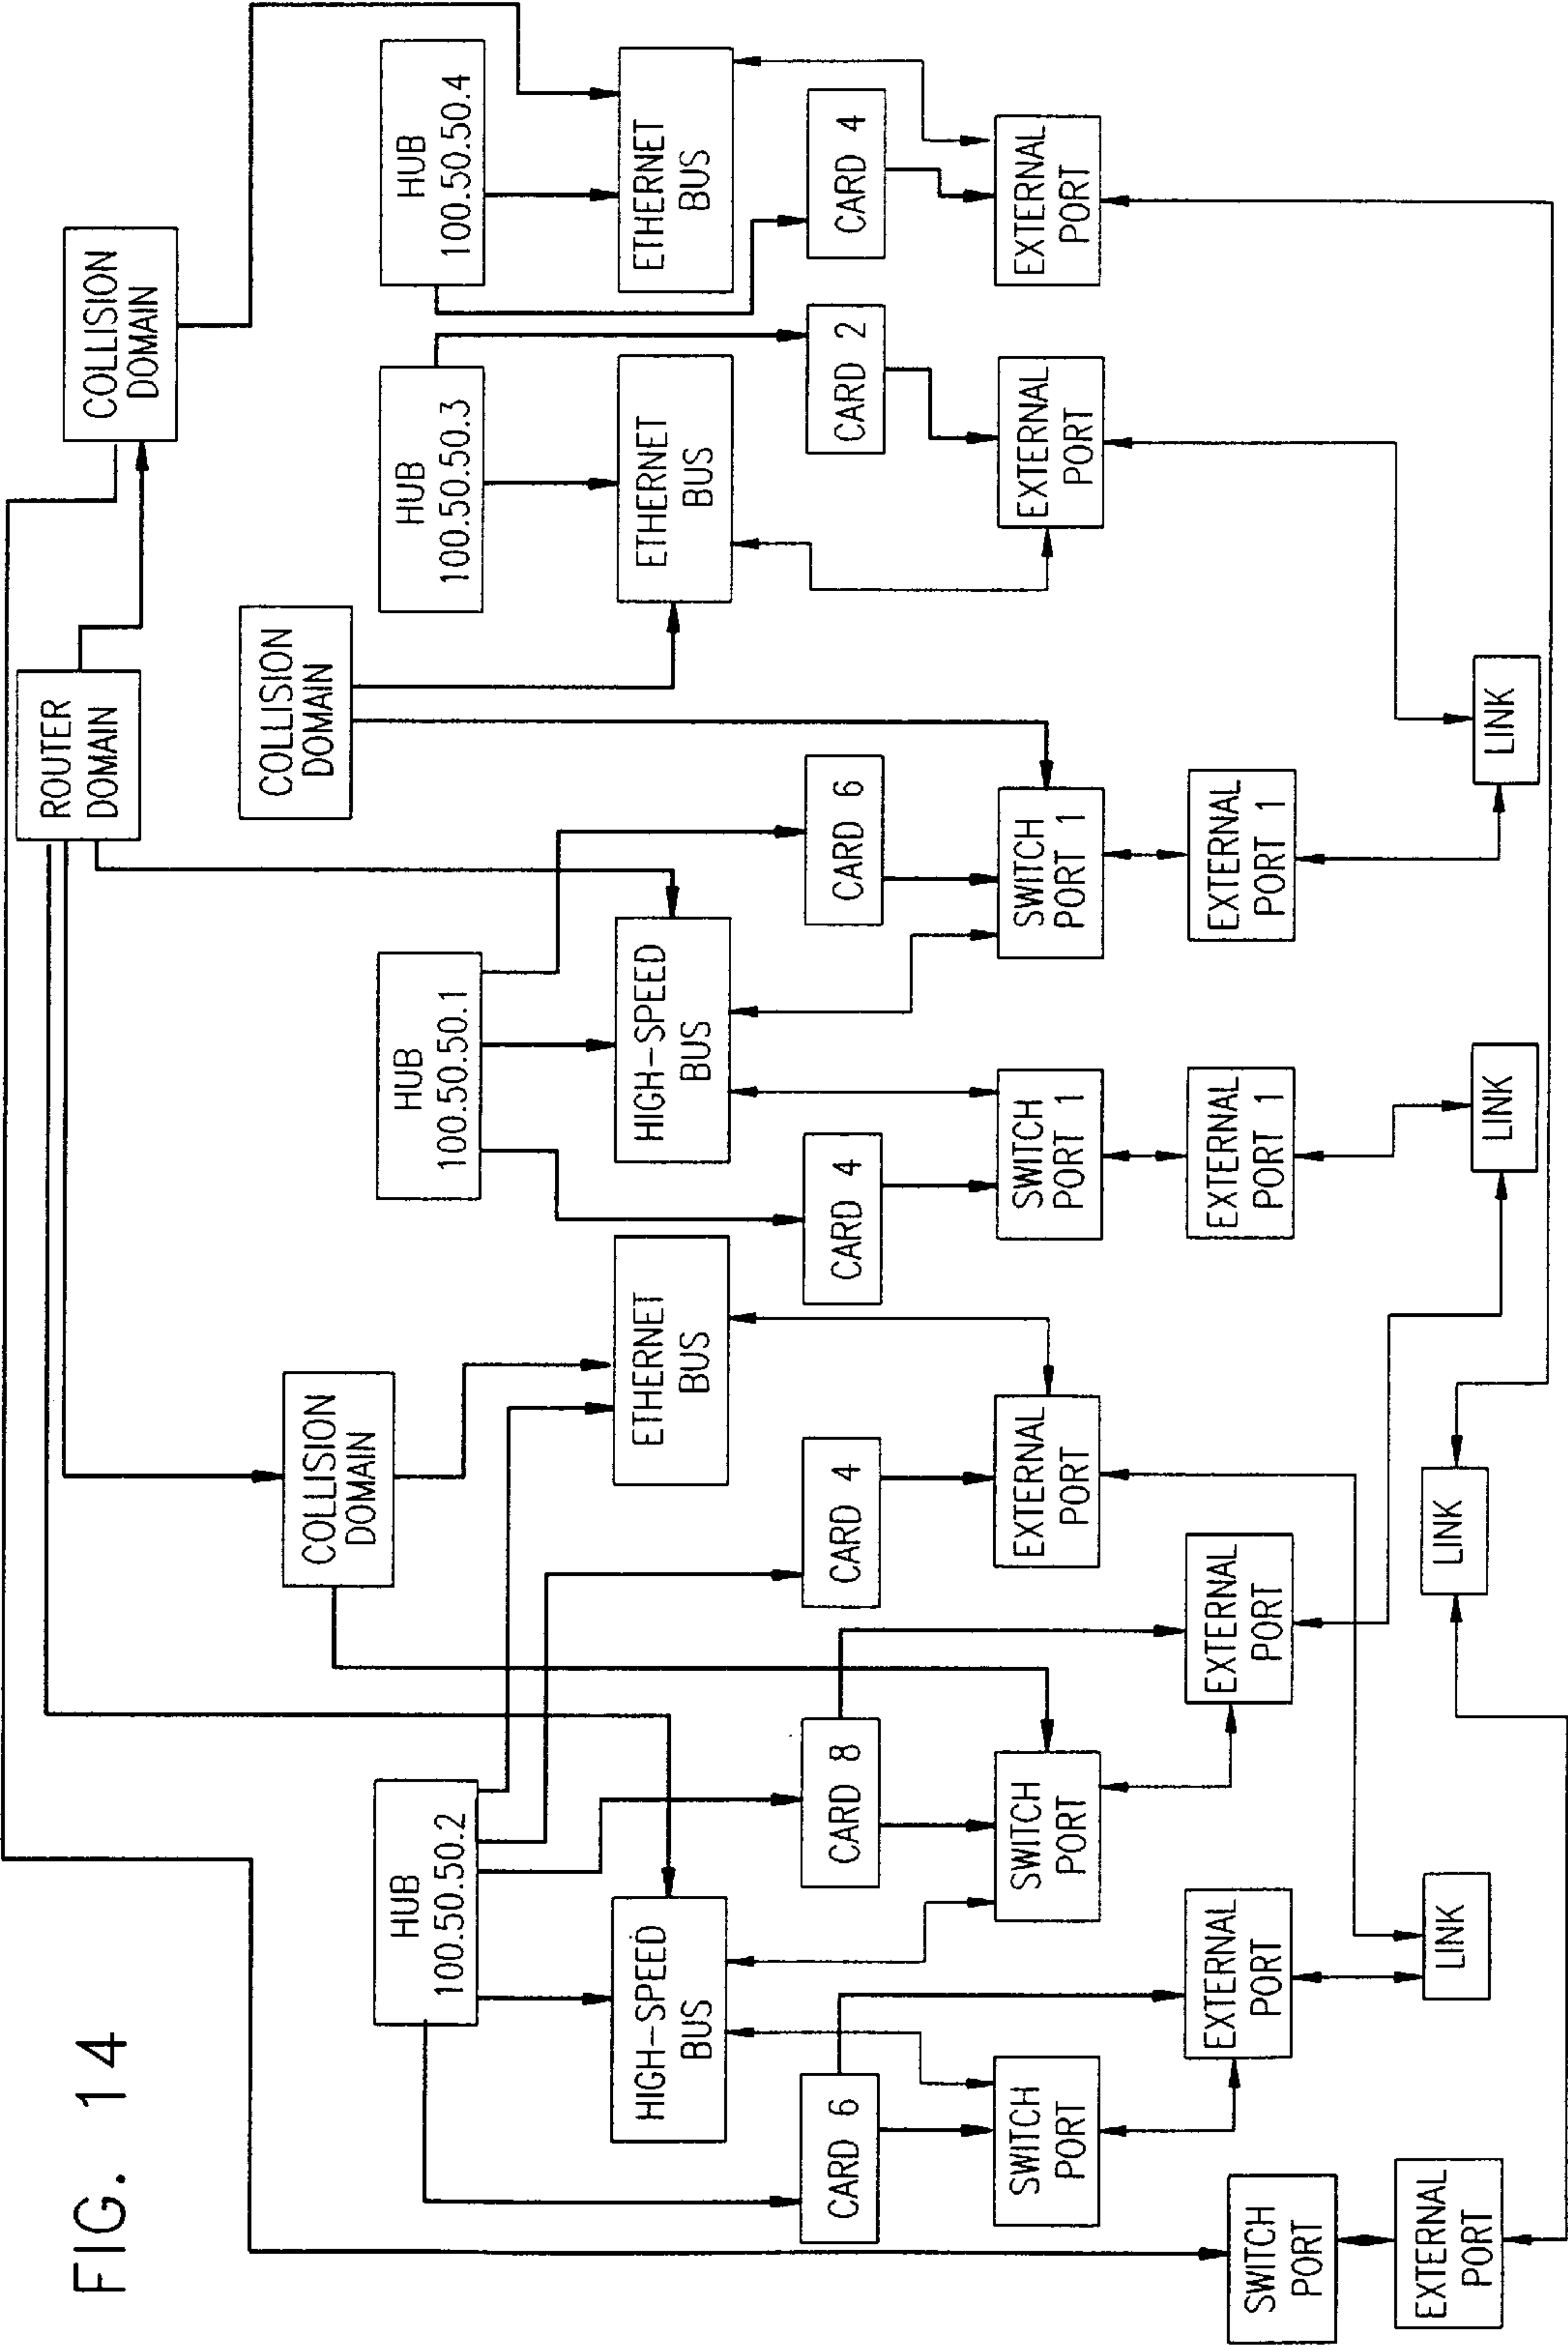 FIG. 14
ROUTER
DOMAIN
COLLISION
DOMAIN
COLLISION
DOMAIN
COLLISION
DOMAIN
HUB
100.50.50.2
HUB
100.50.50.1
HUB
100.50.50.3
HUB
100.50.50.4
HIGH-SPEED
BUS
ETHERNET
BUS
HIGH-SPEED
BUS
ETHERNET
BUS
ETHERNET
BUS
CARD 6
CARD 8
CARD 4
CARD 4
CARD 6
CARD 2
CARD 4
SWITCH
PORT
SWITCH
PORT
EXTERNAL
PORT
SWITCH
PORT 1
SWITCH
PORT 1
EXTERNAL
PORT
EXTERNAL
PORT
EXTERNAL
PORT
EXTERNAL
PORT
EXTERNAL
PORT 1
EXTERNAL
PORT 1
SWITCH
PORT
EXTERNAL
PORT
LINK
LINK
LINK
LINK